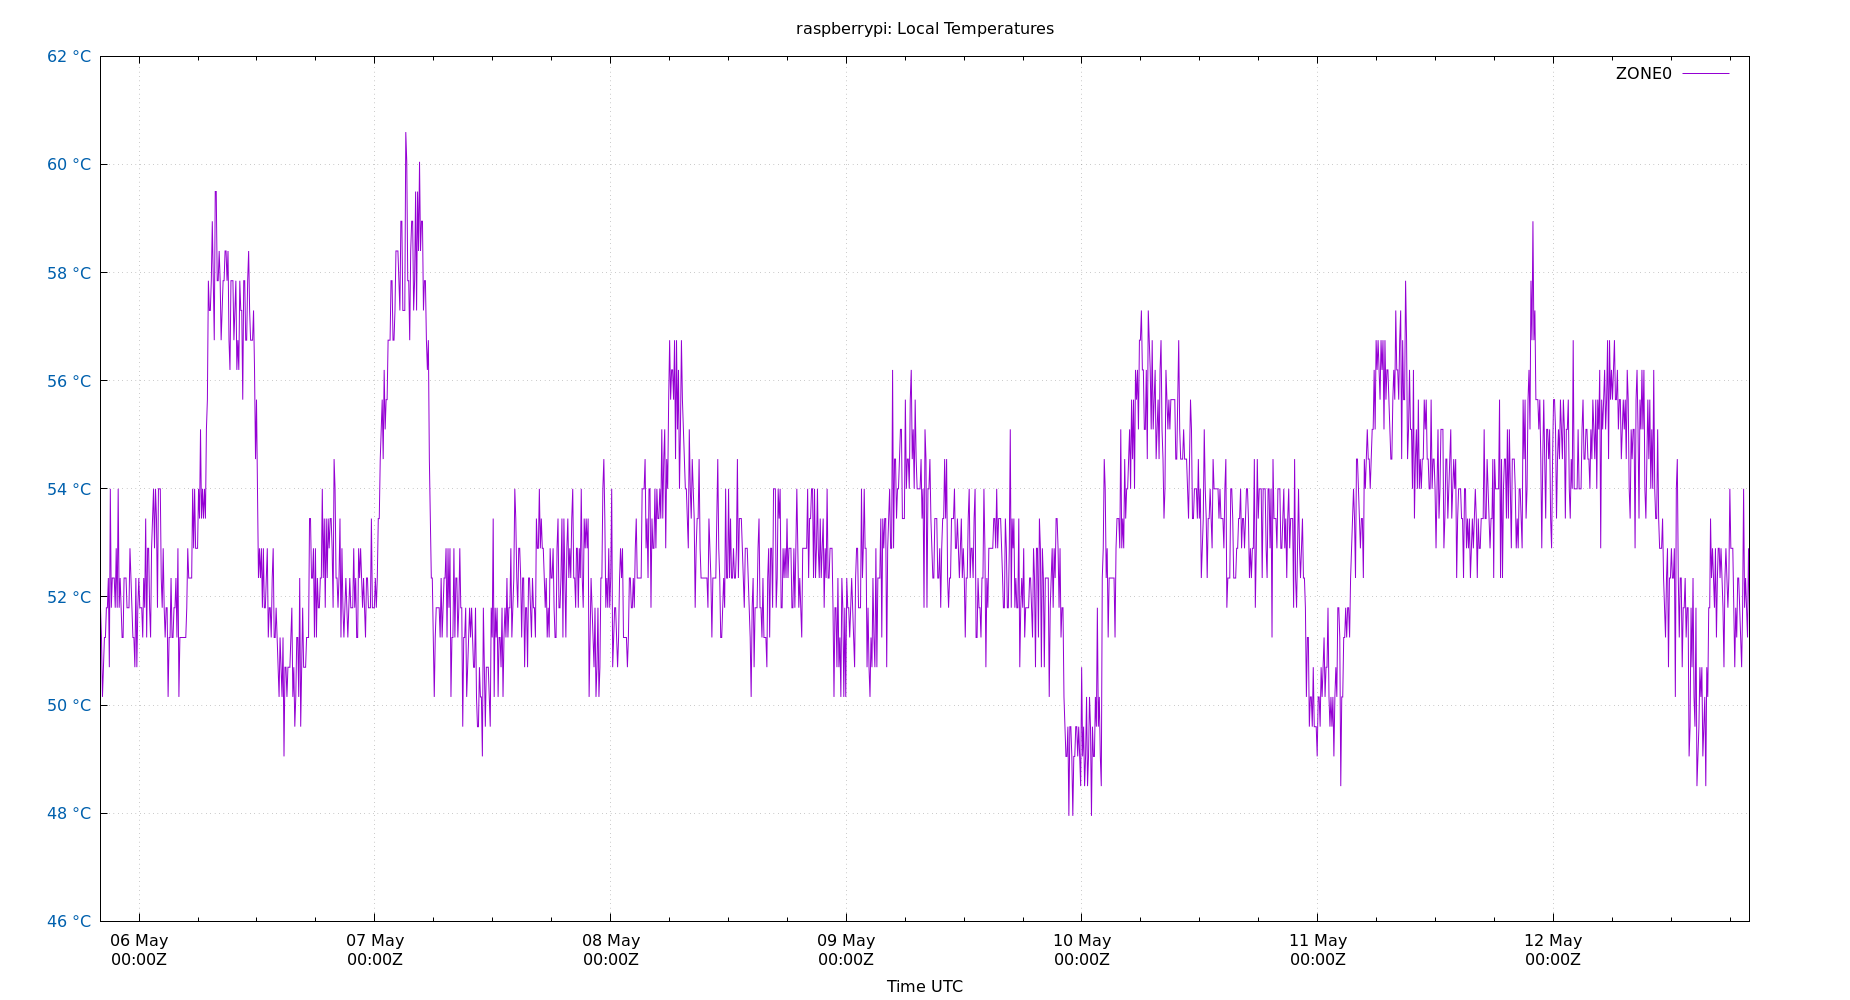 raspberrypi: Local Temperatures
62 °C
ZONE0
60 °C
58 °C
56 °C
54 °C
52 °C
50 °C
48 °C
46 °C
06 May 07 May 08 May 09 May 10 May 11 May 12 May
00:00Z 00:00Z 00:00Z 00:00Z 00:00Z 00:00Z 00:00Z
Time UTC